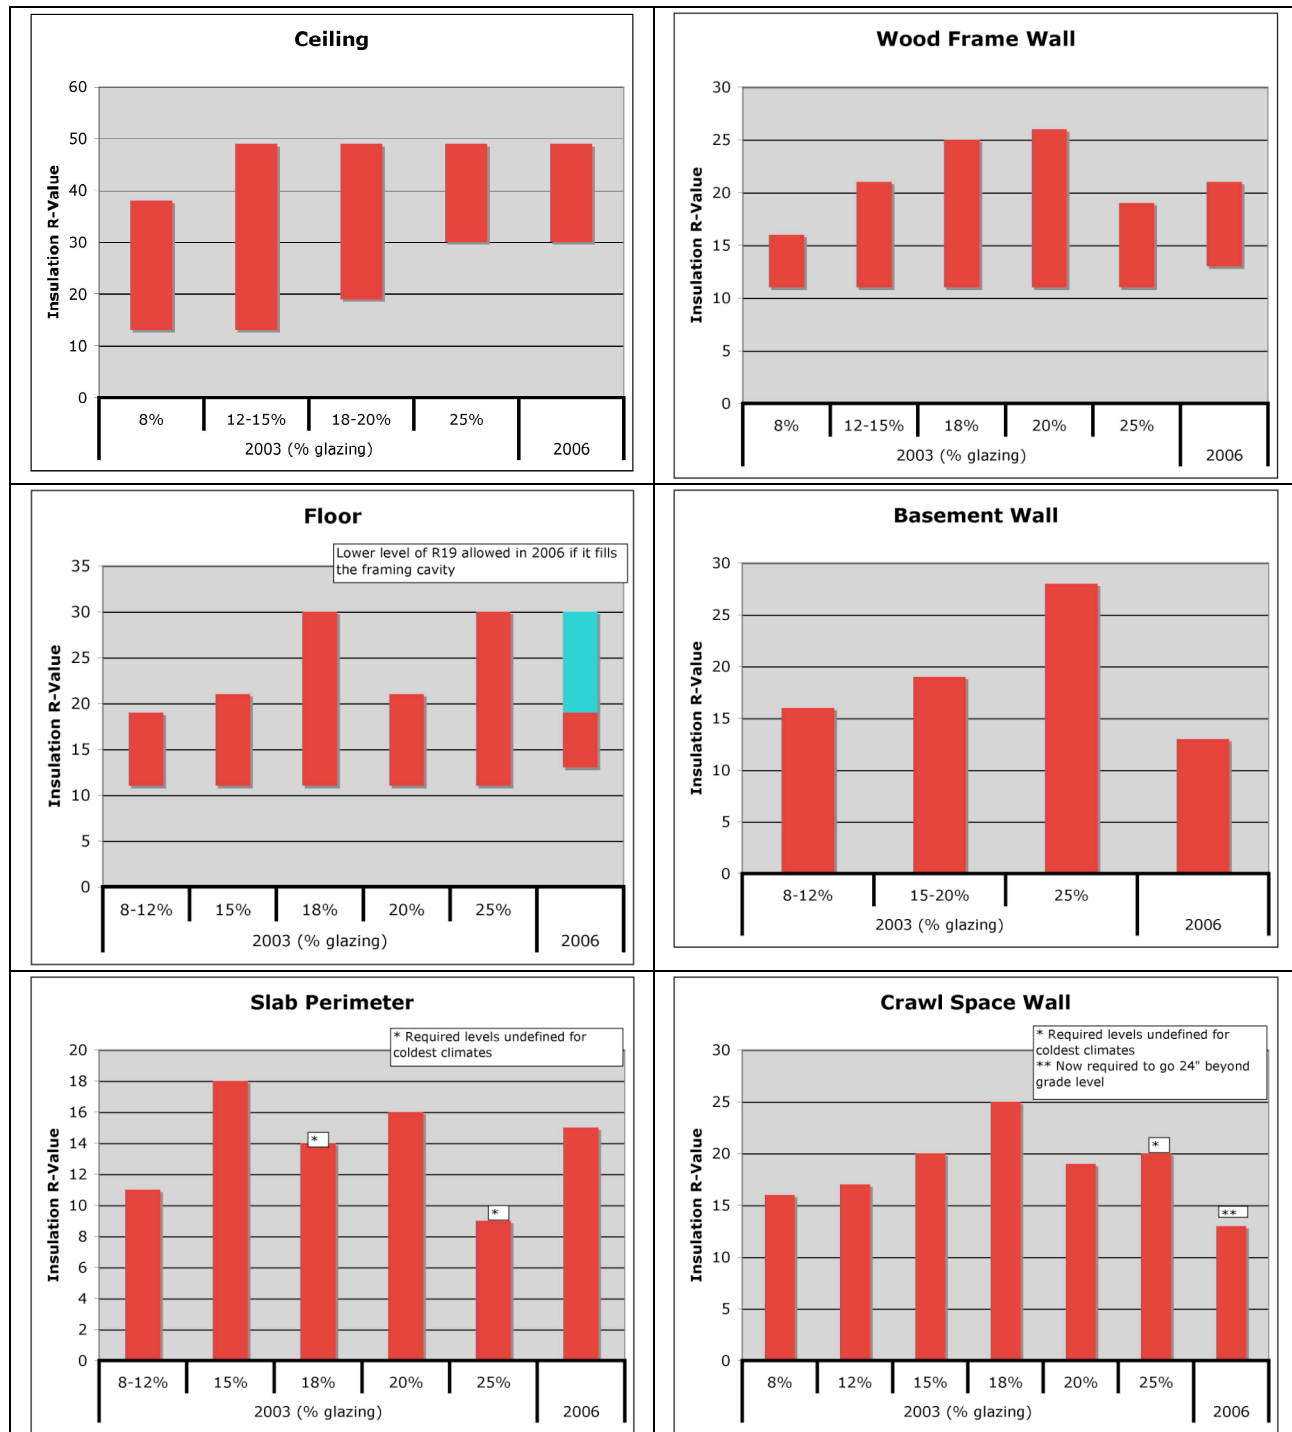 Ceiling
60
50
40
30
20
10
0
Insulation R-Value
8% 12-15% 18-20% 25%
2003 (% glazing) 2006
Wood Frame Wall
30
25
20
15
10
5
0
Insulation R-Value
8% 12-15% 18% 20% 25%
2003 (% glazing) 2006
Floor
Lower level of R19 allowed in 2006 if it fills
the framing cavity
35
30
25
20
15
10
5
0
Insulation R-Value
8-12% 15% 18% 20% 25%
2003 (% glazing) 2006
Basement Wall
30
25
20
15
10
5
0
Insulation R-Value
8-12% 15-20% 25%
2003 (% glazing) 2006
Slab Perimeter
* Required levels undefined for
coldest climates
20
18
16
14
12
10
8
6
4
2
0
Insulation R-Value
*
*
8-12% 15% 18% 20% 25%
2003 (% glazing) 2006
Crawl Space Wall
* Required levels undefined for
coldest climates
** Now required to go 24" beyond
grade level
30
25
20
15
10
5
0
Insulation R-Value
*
**
8% 12% 15% 18% 20% 25%
2003 (% glazing) 2006